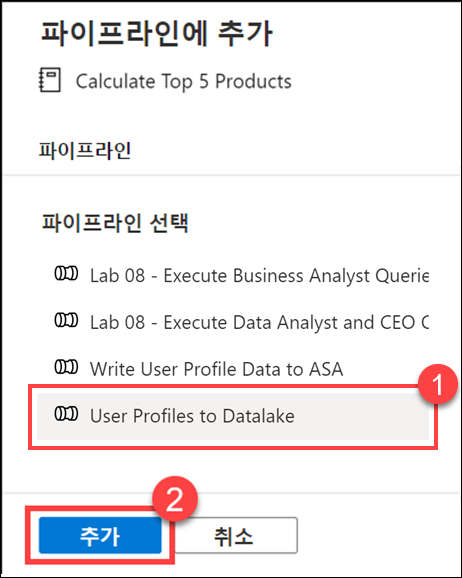 파이프라인에 추가
Calculate Top 5 Products
파이프라인
파이프라인 선택
Lab 08 - Execute Business Analyst Querie
Lab 08 - Execute Data Analyst and CEO C
Write User Profile Data to ASA
1
User Profiles to Datalake
2
추가 취소